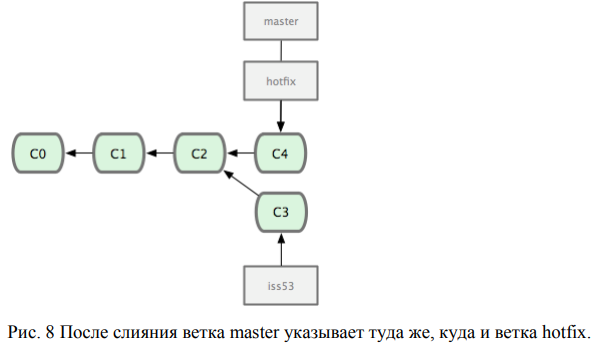 master
hotfix
C0
C1
C2
C4
C3
iss53
Рис. 8 После слияния ветка master указывает туда же, куда и ветка hotfix.